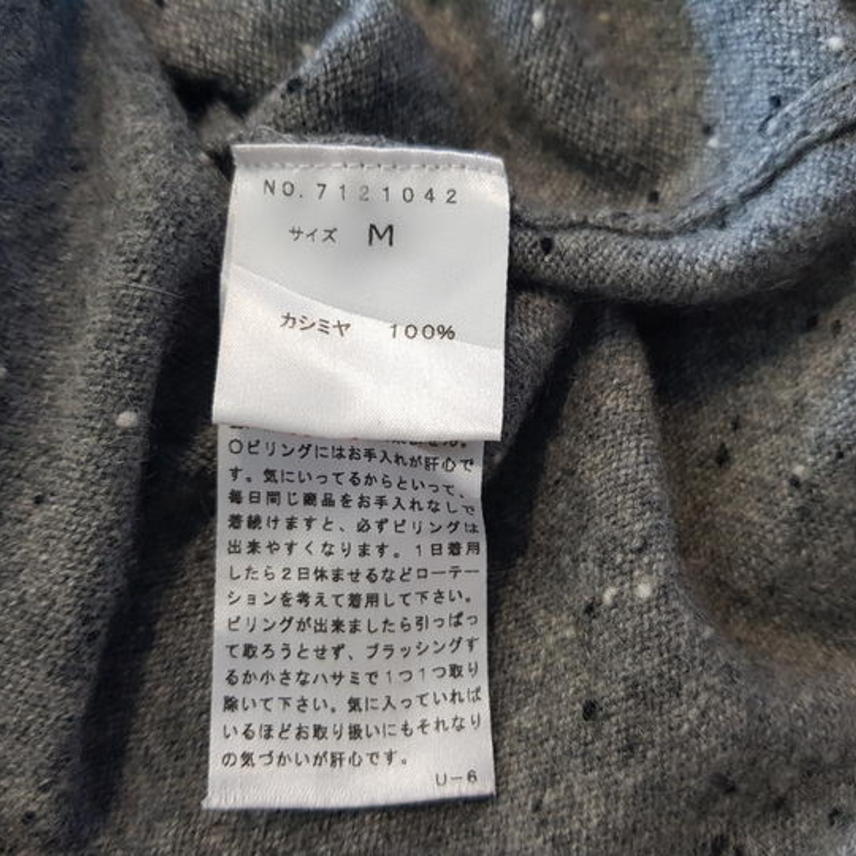 NO.7121042
サイズ M
カシミヤ 100%
〇ピリングにはお手入れが肝心で
す。気にいってるからといって、
毎日同じ商品をお手入れなしで
着続けますと、必ずピリングは
出来やすくなります。1日着用
したら2日休ませるなどローテー
ションを考えて着用して下さい。
ピリングが出来ましたら引っぱっ
て取ろうとせず、ブラッシングす
るか小さなハサミで1つ1つ取り
除いて下さい。気に入っていれば
いるほどお取り扱いにもそれなり
の気づかいが肝心です。
U-6